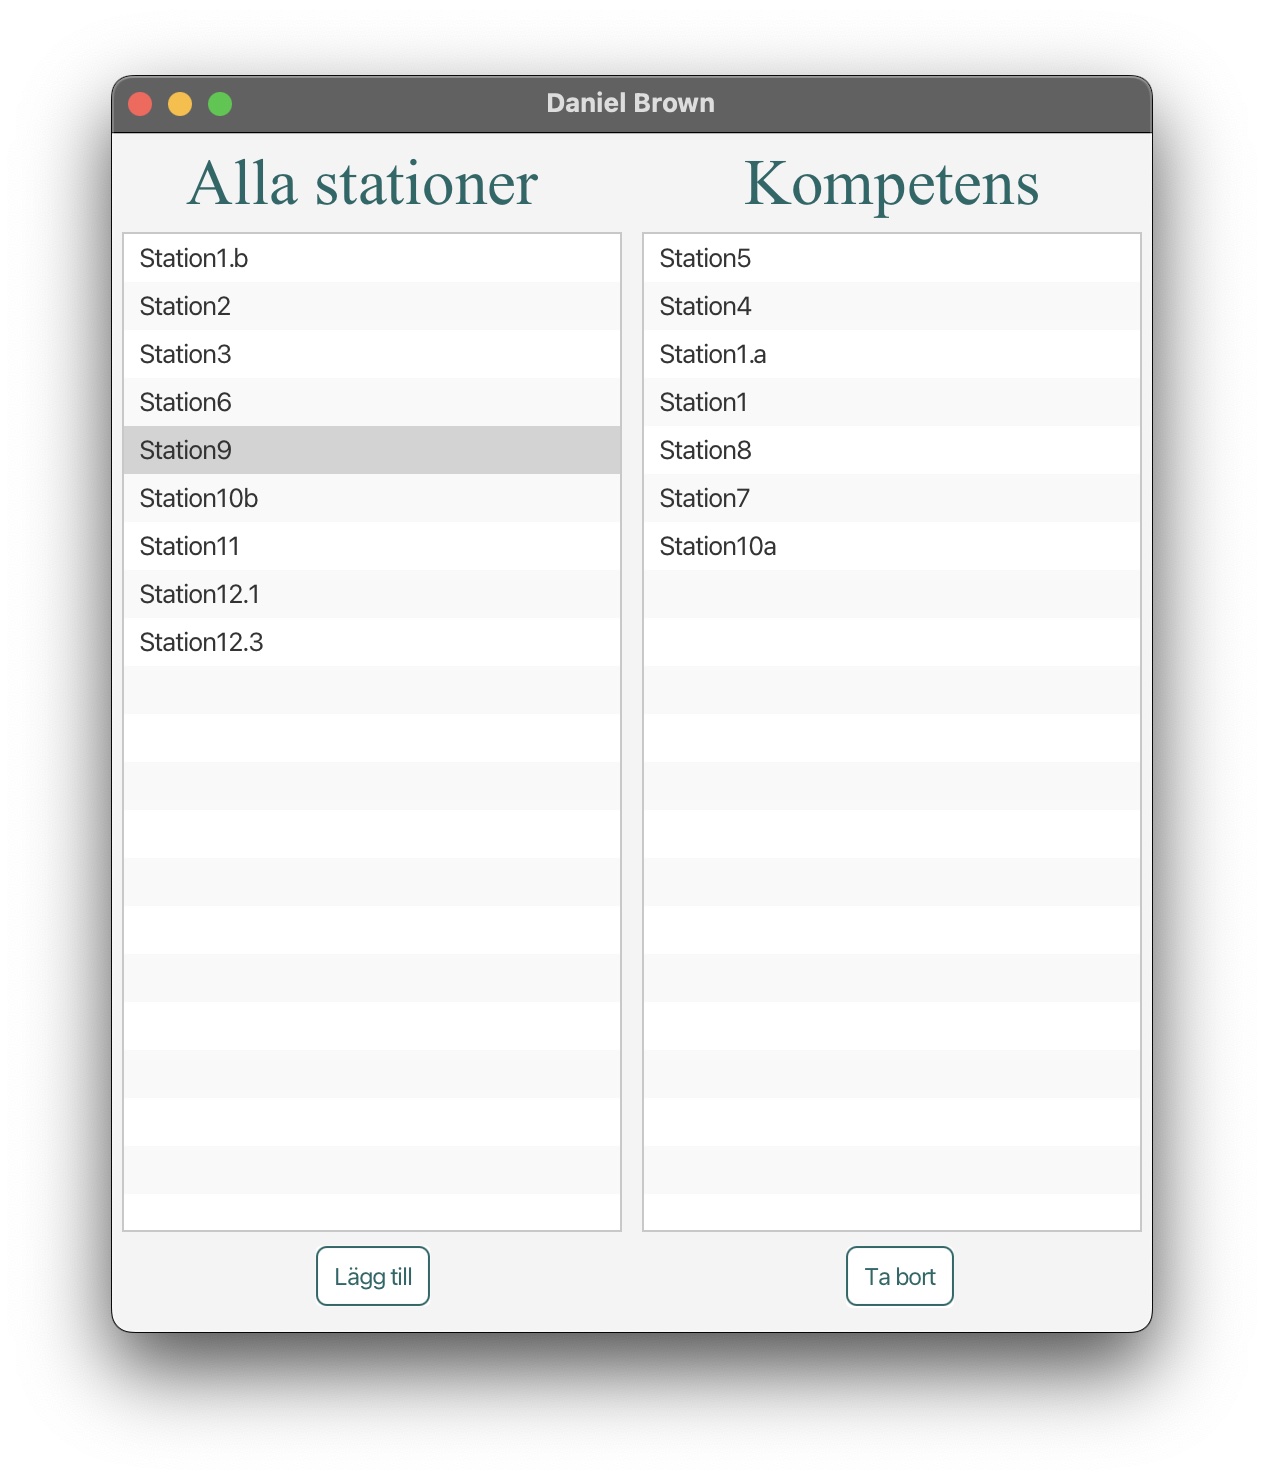 Daniel Brown
Alla stationer
Station1.b
Station2
Station3
Station6
Station9
Station10b
Station11
Station12.1
Station12.3
Lägg till
Kompetens
Station5
Station4
Station1.a
Station1
Station8
Station7
Station10a
Ta bort